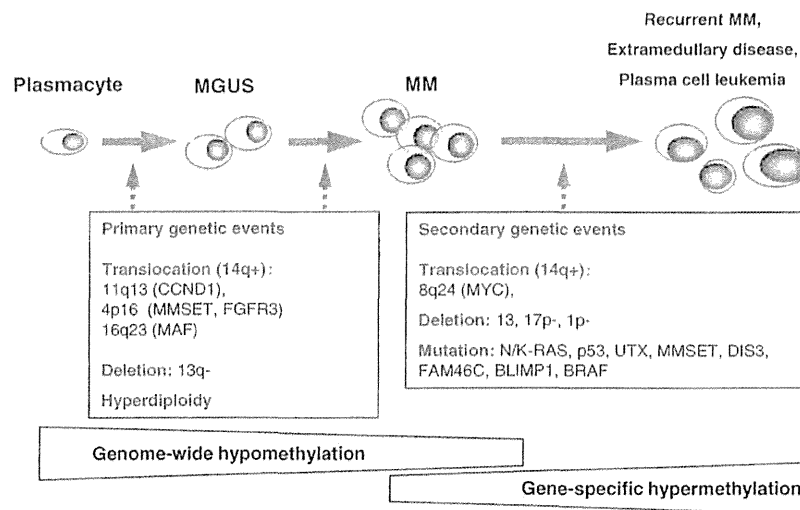 Recurrent MM,
Extramedullary disease,
Plasma cell leukemia
Plasmacyte
MGUS
MM
Primary genetic events
Translocation (14q+):
11q13 (CCND1),
4p16 (MMSET, FGFR3)
16q23 (MAF)
Deletion: 13q-
Hyperdiploidy
Secondary genetic events
Translocation (14q+):
8q24 (MYC),
Deletion: 13, 17p-, 1p-
Mutation: N/K-RAS, p53, UTX, MMSET, DIS3,
FAM46C, BLIMP1, BRAF
Genome-wide hypomethylation
Gene-specific hypermethylation